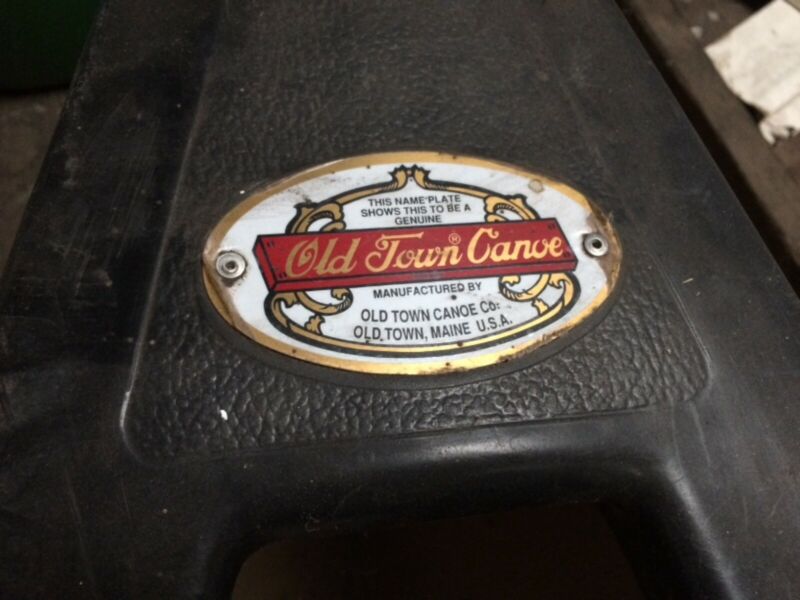 THIS NAME PLATE
SHOWS THIS TO BE A
GENUINE
Old Town® Canoe
MANUFACTURED BY
OLD TOWN CANOE CO.
OLD TOWN, MAINE U.S.A.